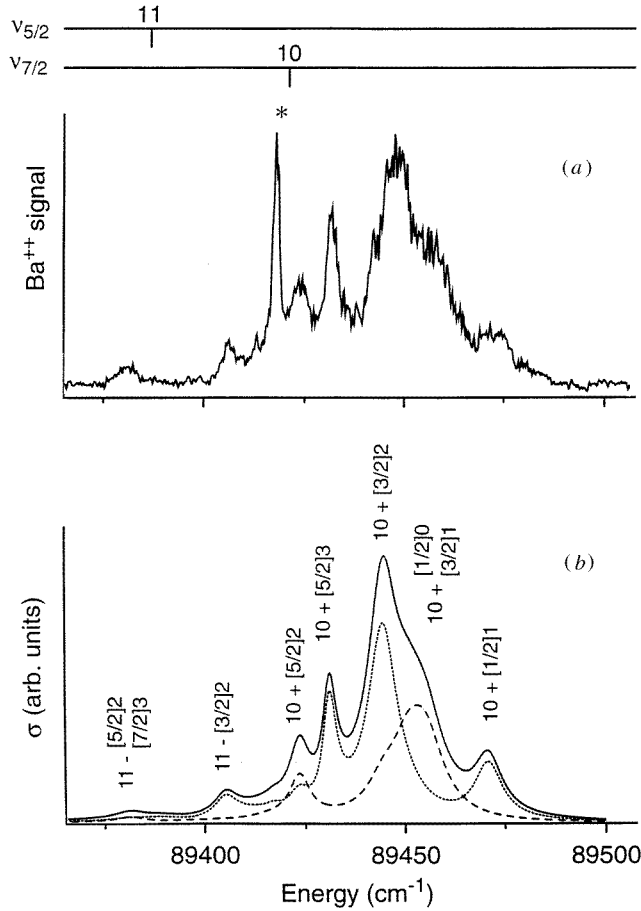 ν5/2 11
ν7/2 10
*
(a)
Ba++ signal
10 + [3/2]2
[1/2]0
10 + [3/2]1
(b)
10 + [5/2]3
10 + [5/2]2
10 + [1/2]1
[5/2]2
11 - [7/2]3
11 - [3/2]2
σ (arb. units)
89400 89450 89500
Energy (cm-1)